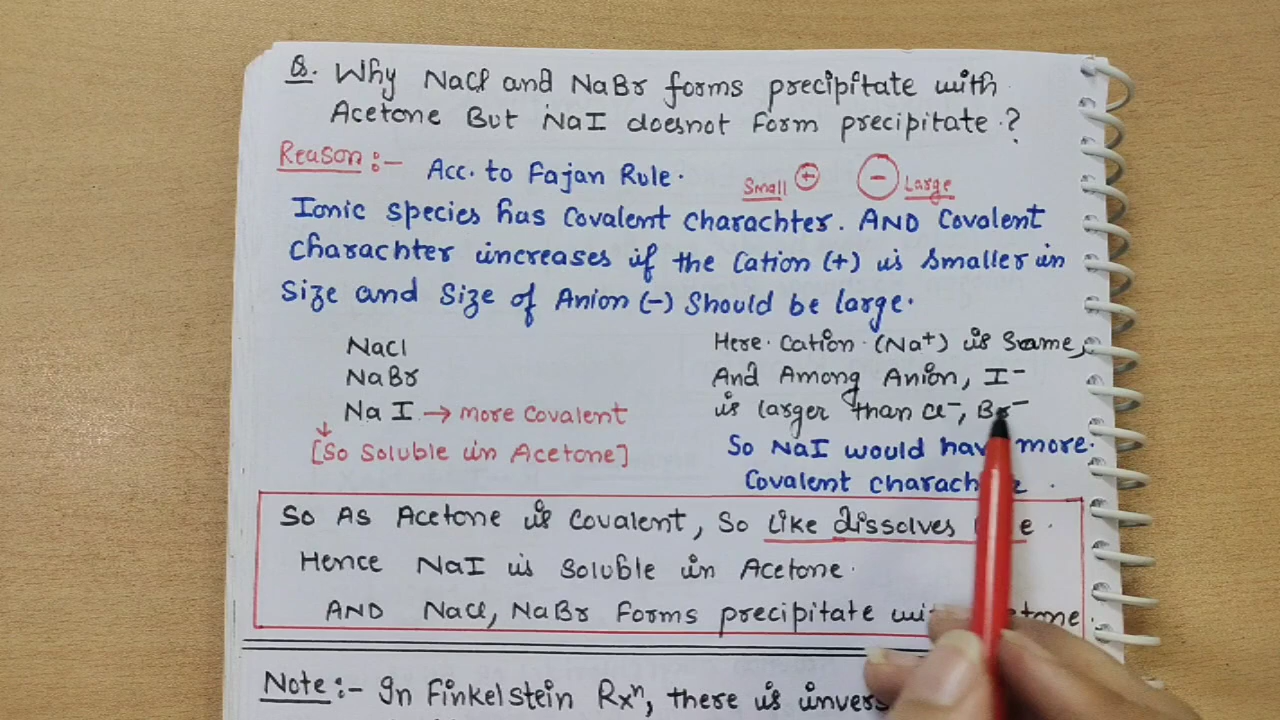 Q. Why NaCl and NaBr forms precipitate with
Acetone But NaI doesnot form precipitate.?
Reason:- Acc. to Fajan Rule.
Small + - Large
Ionic species has Covalent charachter. AND Covalent
charachter increases if the Cation (+) is smaller in
size and size of Anion (-) should be large.
NaCl
NaBr
NaI → more Covalent
↓
[So Soluble in Acetone]
Here Cation (Na⁺) is Same,
And Among Anion, I⁻
is larger than Cl⁻, Br⁻
So NaI would have more
Covalent
So As Acetone is Covalent, So Like dissolves
Hence NaI is Soluble in Acetone.
AND NaCl, NaBr Forms precipitate
Note:- In Finkelstein Rxⁿ, there is